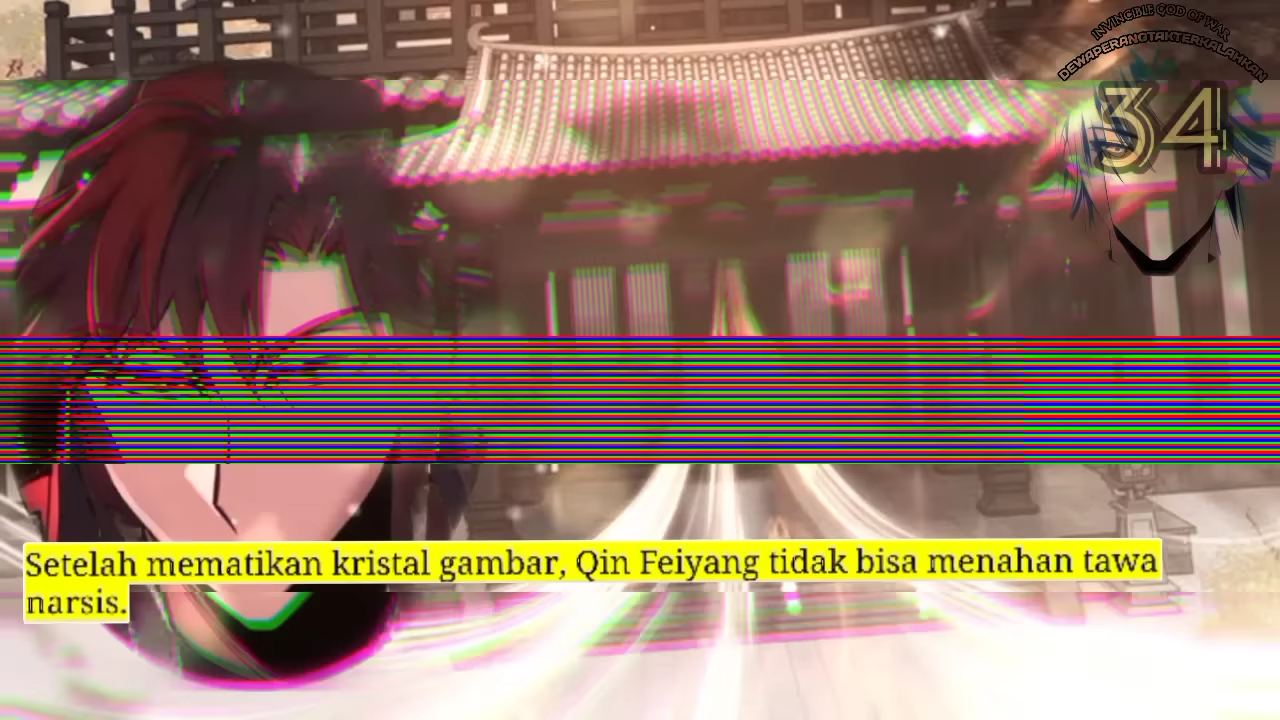 INVINCIBLE GOD OF WAR
DEWAPERANGTAKTERKALAHKAN
34
Setelah mematikan kristal gambar, Qin Feiyang tidak bisa menahan tawa
narsis.